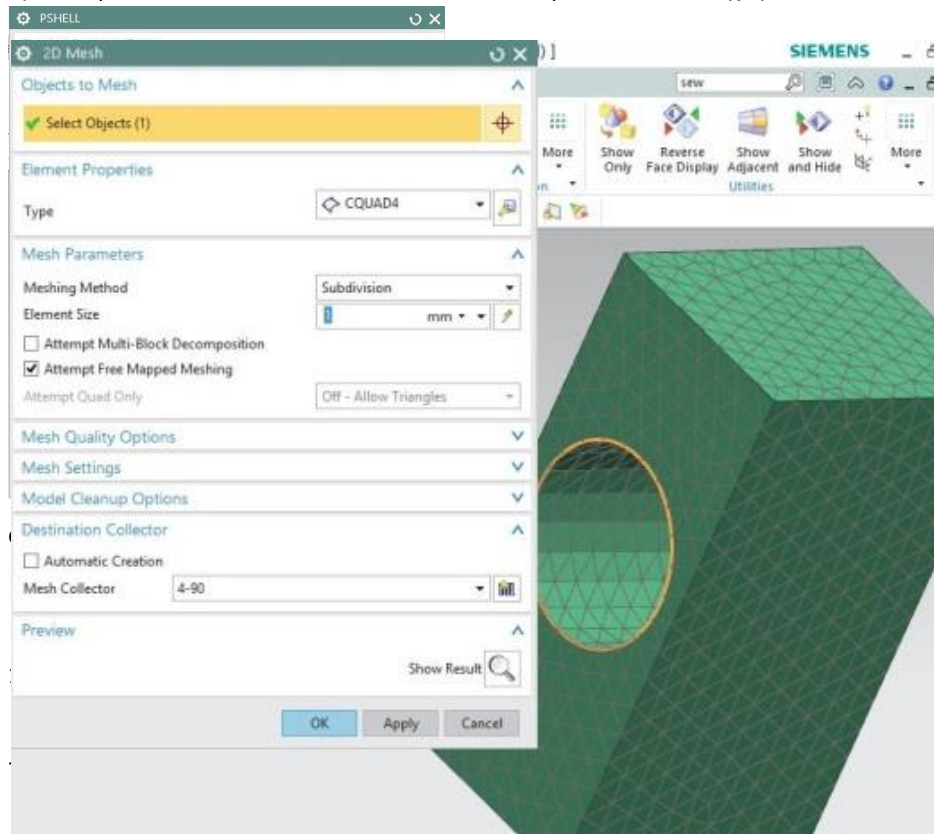 PSHELL
2D Mesh
Objects to Mesh
Select Objects (1)
Element Properties
Type CQUAD4
Mesh Parameters
Meshing Method Subdivision
Element Size 1 mm
Attempt Multi-Block Decomposition
Attempt Free Mapped Meshing
Attempt Quad Only Off - Allow Triangles
Mesh Quality Options
Mesh Settings
Model Cleanup Options
Destination Collector
Automatic Creation
Mesh Collector 4-90
Preview
Show Result
OK Apply Cancel
)]
SIEMENS
sew
More Show Only Reverse Face Display Show Adjacent Show and Hide More
Utilities